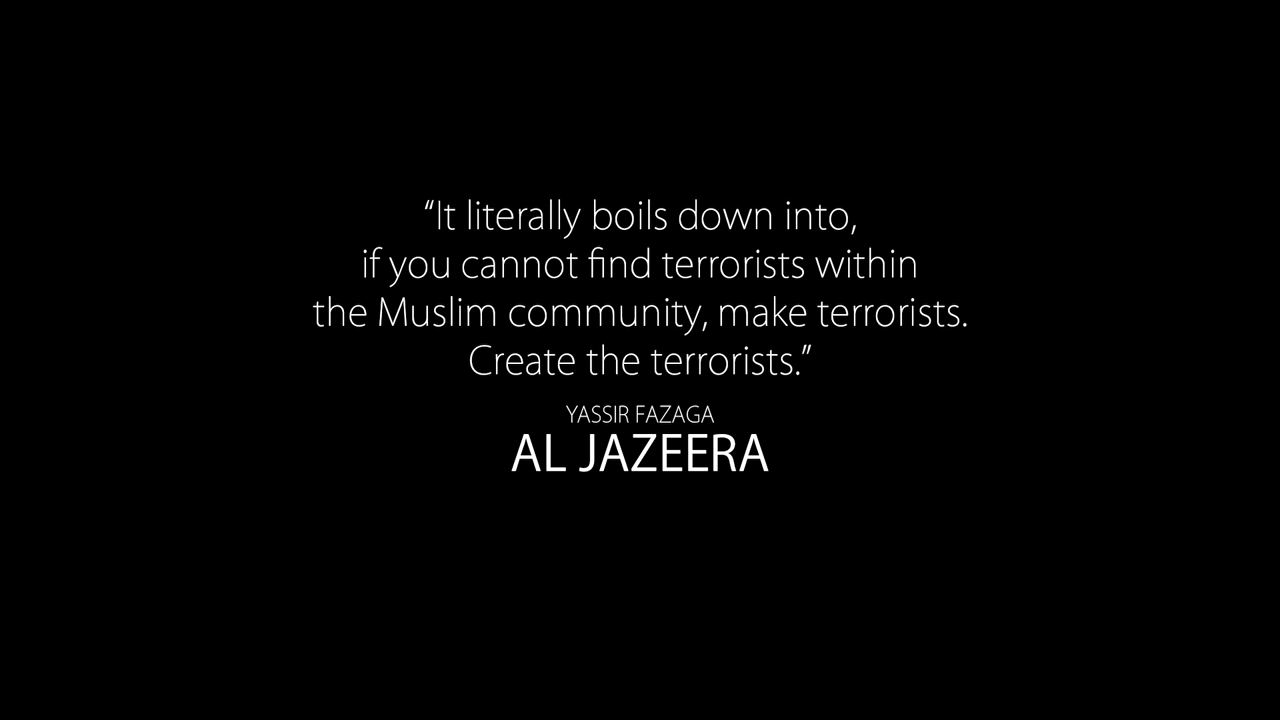 “It literally boils down into,
if you cannot find terrorists within
the Muslim community, make terrorists.
Create the terrorists.”
YASSIR FAZAGA
AL JAZEERA